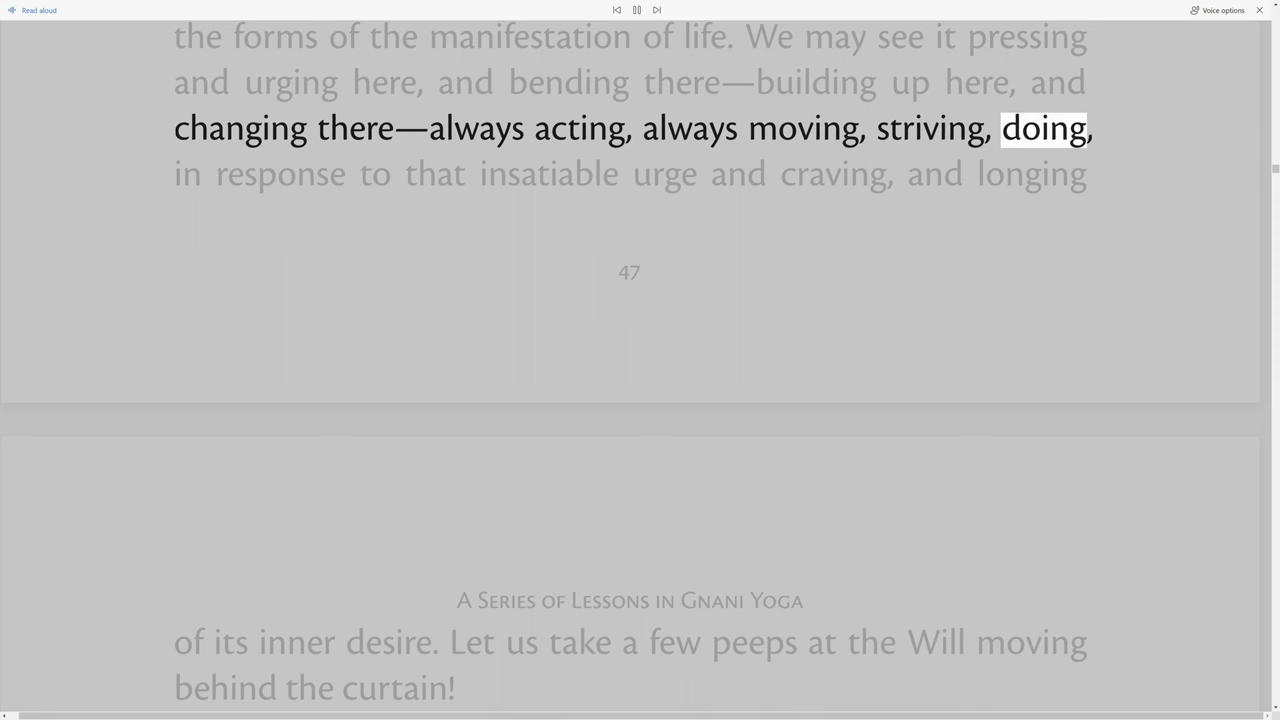 Read aloud
Voice options
the forms of the manifestation of life. We may see it pressing
and urging here, and bending there—building up here, and
changing there—always acting, always moving, striving, doing,
in response to that insatiable urge and craving, and longing
47
A Series of Lessons in Gnani Yoga
of its inner desire. Let us take a few peeps at the Will moving
behind the curtain!